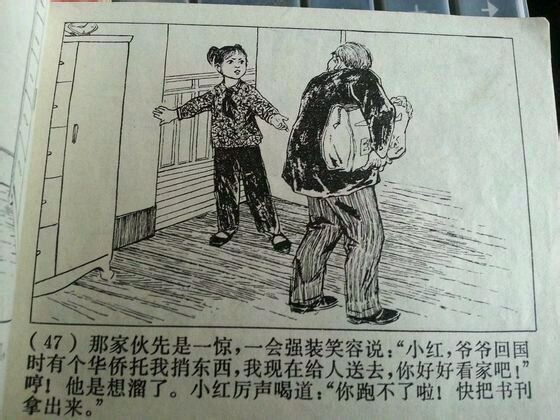 (47) 那家伙先是一惊,一会强装笑容说:“小红,爷爷回国
时有个华侨托我捎东西,我现在给人送去,你好好看家吧!”
哼!他是想溜了。小红厉声喝道:“你跑不了啦!快把书刊
拿出来。”